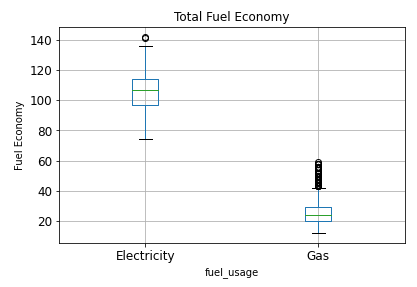 Total Fuel Economy
Fuel Economy
140
120
100
80
60
40
20
Electricity
Gas
fuel_usage